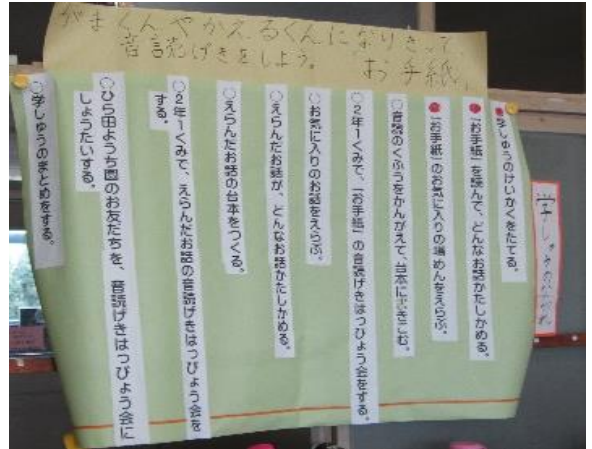 がまくんやかえるくんになりきって
音読げきをしよう。 お手紙
学しゅうのながれ
●学しゅうのけいかくをたてる。
●「お手紙」を読んで、どんなお話かたしかめる。
●「お手紙」のお気に入りの場めんをえらぶ。
○音読のくふうをかんがえて、台本に書きこむ。
○2年1くみで、「お手紙」の音読げきはっぴょう会をする。
○お気に入りのお話をえらぶ。
○えらんだお話が、どんなお話かたしかめる。
○えらんだお話の台本をつくる。
○2年1くみで、えらんだお話の音読げきはっぴょう会を
する。
○ひら田ようち園のお友だちを、音読げきはっぴょう会に
しょうたいする。
○学しゅうのまとめをする。